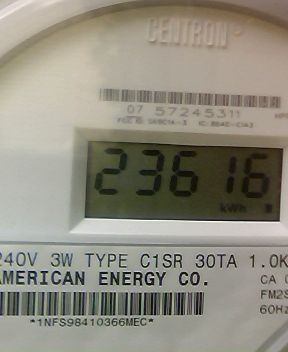 CENTRON®
07 57245311
23616
kWh
240V 3W TYPE C1SR 30TA 1.0K
AMERICAN ENERGY CO.
CA
FM2S
60Hz
*1NFS98410366MEC*